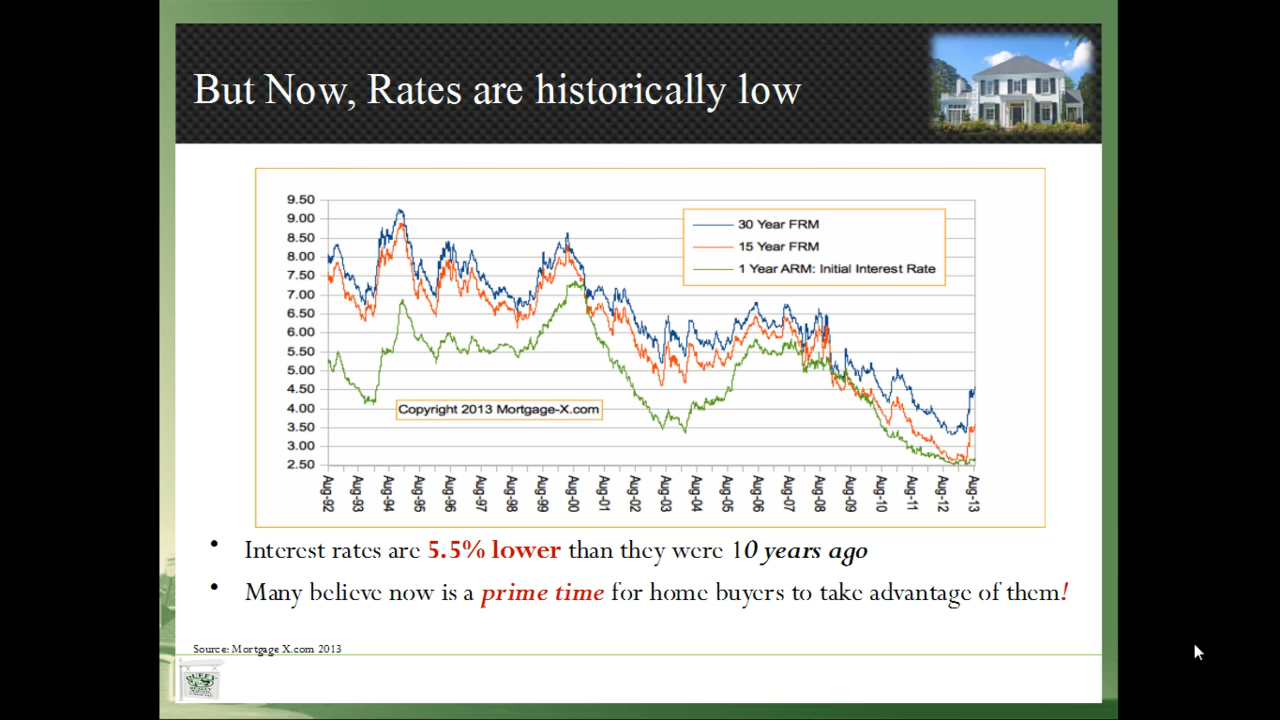 But Now, Rates are historically low
9.50
9.00
8.50
8.00
7.50
7.00
6.50
6.00
5.50
5.00
4.50
4.00
3.50
3.00
2.50
30 Year FRM
15 Year FRM
1 Year ARM: Initial Interest Rate
Copyright 2013 Mortgage-X.com
Aug-92
Aug-93
Aug-94
Aug-95
Aug-96
Aug-97
Aug-98
Aug-99
Aug-00
Aug-01
Aug-02
Aug-03
Aug-04
Aug-05
Aug-06
Aug-07
Aug-08
Aug-09
Aug-10
Aug-11
Aug-12
Aug-13
• Interest rates are 5.5% lower than they were 10 years ago
• Many believe now is a prime time for home buyers to take advantage of them!
Source: Mortgage X.com 2013
DUFFY
REALTY